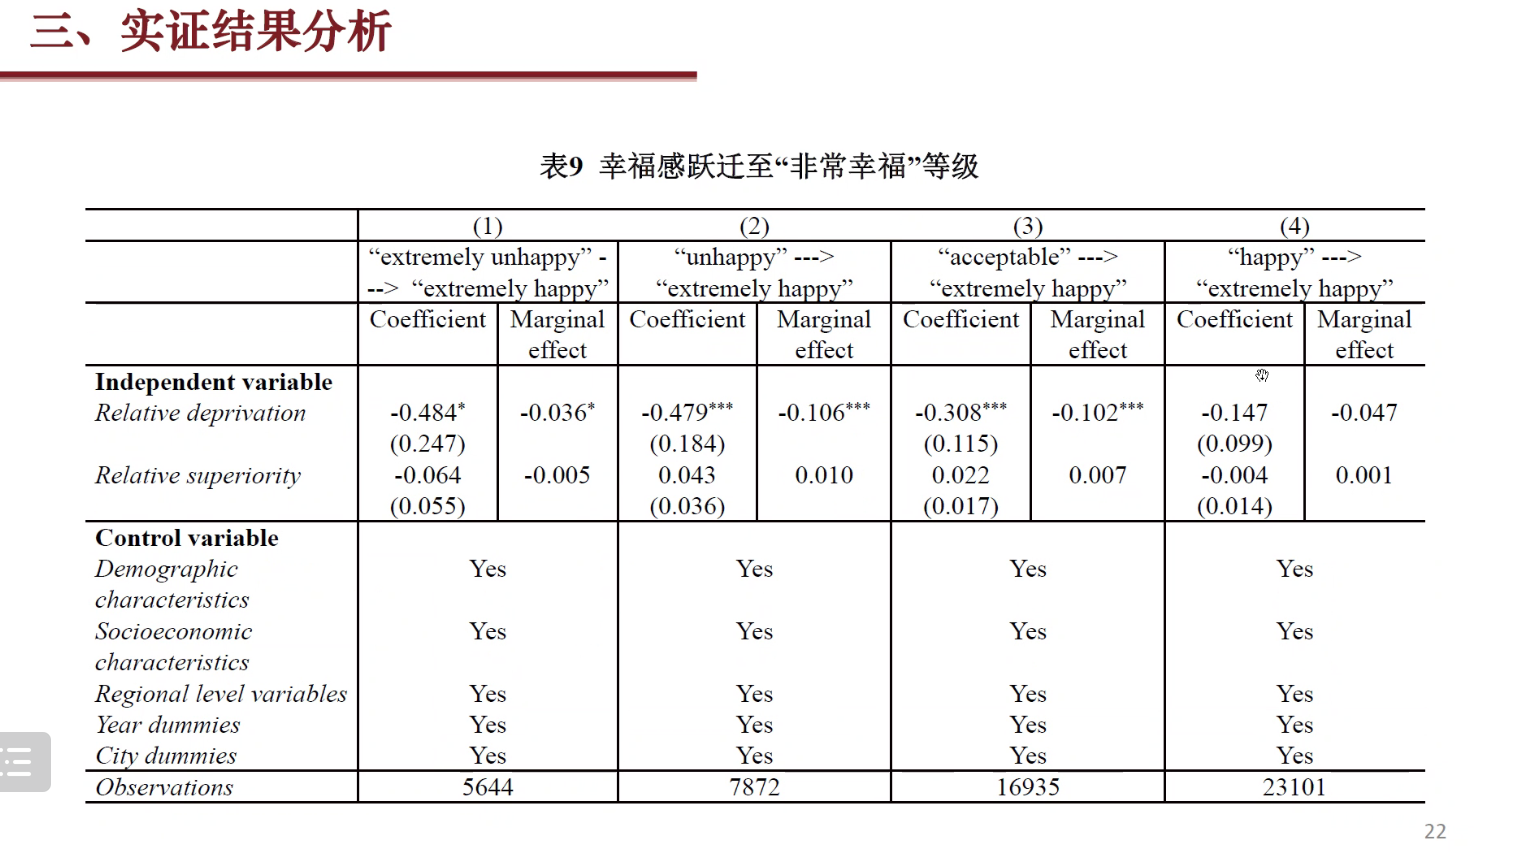 三、实证结果分析
表9 幸福感跃迁至“非常幸福”等级
(1) (2) (3) (4)
“extremely unhappy” - “unhappy” ---> “acceptable” ---> “happy” --->
--> “extremely happy” “extremely happy” “extremely happy” “extremely happy”
Coefficient Marginal Coefficient Marginal Coefficient Marginal Coefficient Marginal
effect effect effect effect
Independent variable
Relative deprivation -0.484* -0.036* -0.479*** -0.106*** -0.308*** -0.102*** -0.147 -0.047
(0.247) (0.184) (0.115) (0.099)
Relative superiority -0.064 -0.005 0.043 0.010 0.022 0.007 -0.004 0.001
(0.055) (0.036) (0.017) (0.014)
Control variable
Demographic Yes Yes Yes Yes
characteristics
Socioeconomic Yes Yes Yes Yes
characteristics
Regional level variables Yes Yes Yes Yes
Year dummies Yes Yes Yes Yes
City dummies Yes Yes Yes Yes
Observations 5644 7872 16935 23101
22